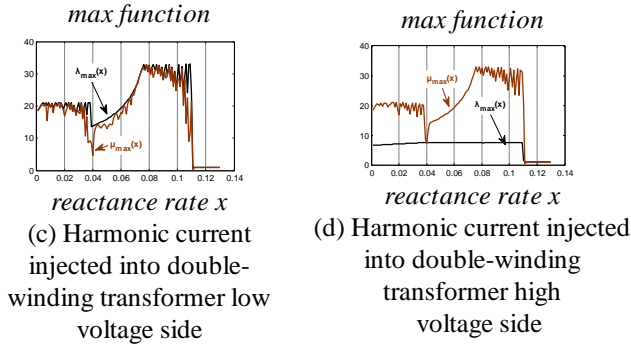 max function
40
30
20
10
0
λmax(x)
μmax(x)
0 0.02 0.04 0.06 0.08 0.1 0.12 0.14
reactance rate x
(c) Harmonic current
injected into double-
winding transformer low
voltage side
max function
40
30
20
10
0
μmax(x)
λmax(x)
0 0.02 0.04 0.06 0.08 0.1 0.12 0.14
reactance rate x
(d) Harmonic current injected
into double-winding
transformer high
voltage side